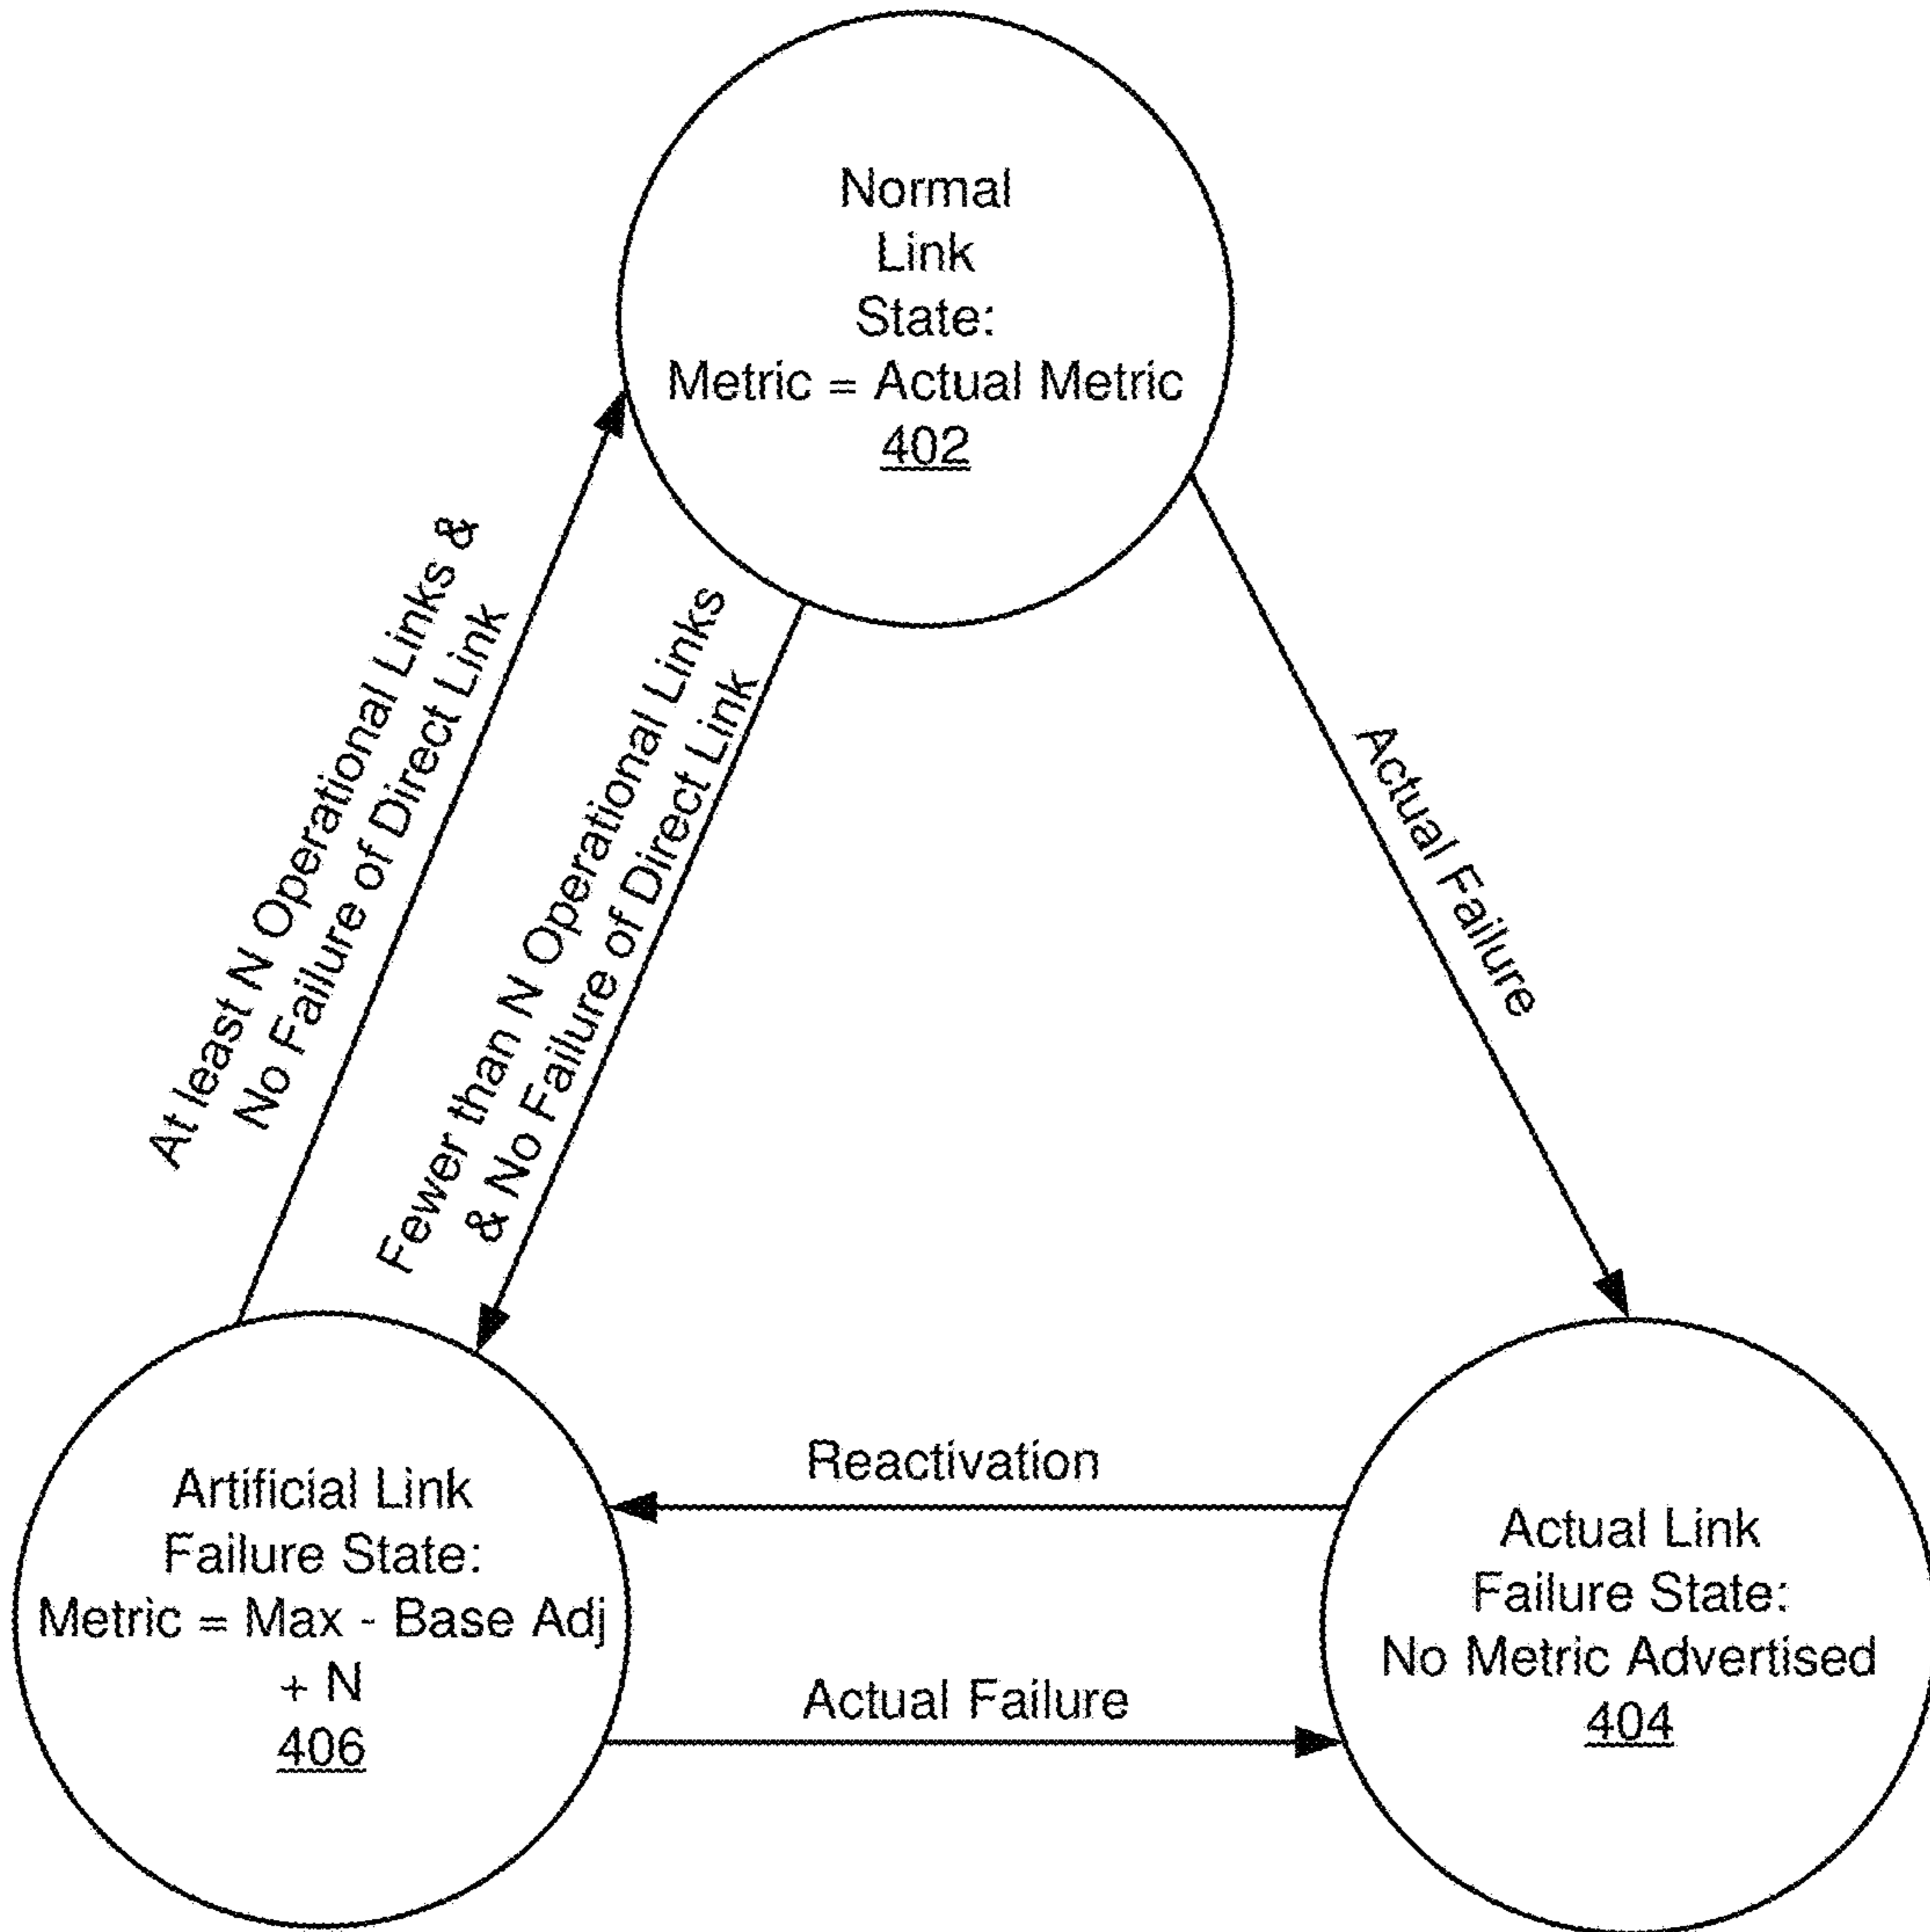 Normal
Link
State:
Metric = Actual Metric
402
At least N Operational Links &
No Failure of Direct Link
Fewer than N Operational Links
& No Failure of Direct Link
Actual Failure
Reactivation
Artificial Link
Failure State:
Metric = Max - Base Adj
+ N
406
Actual Failure
Actual Link
Failure State:
No Metric Advertised
404